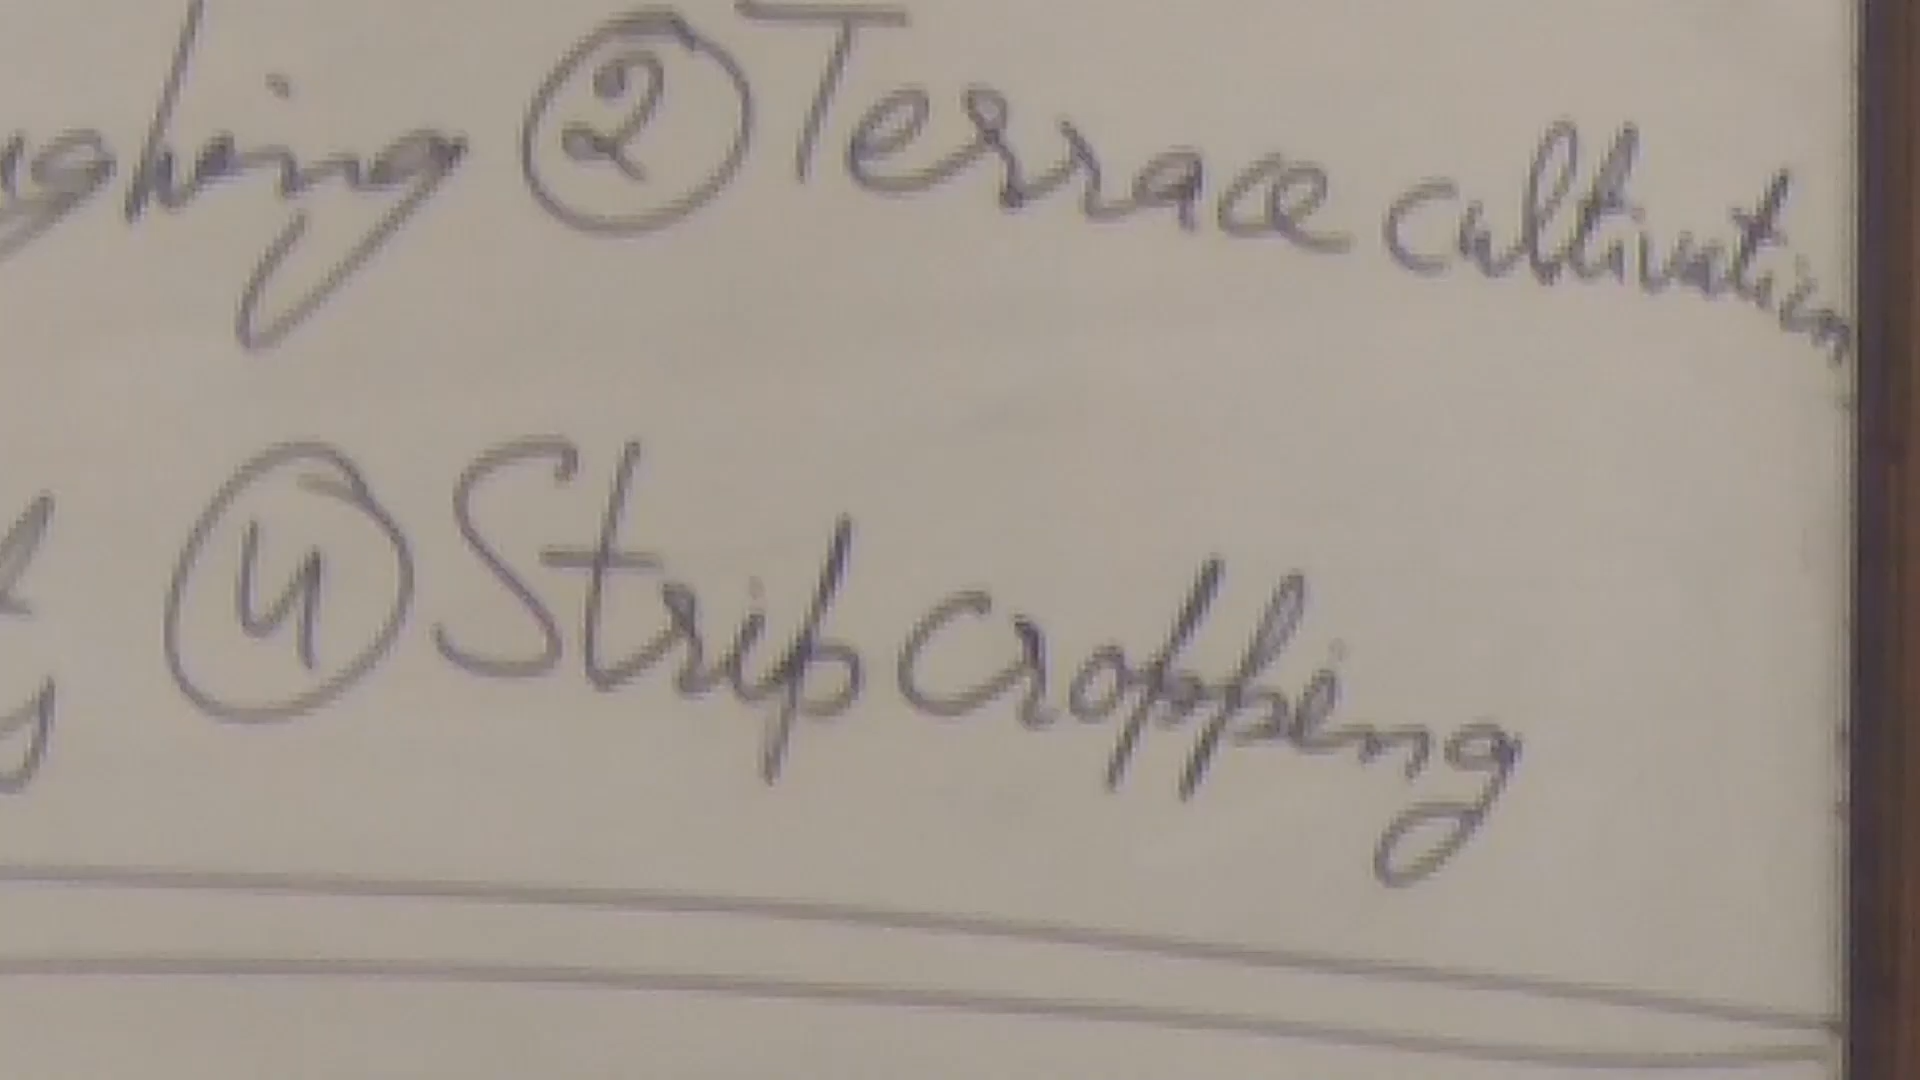 ② Terrace cultivation
④ Strip cropping